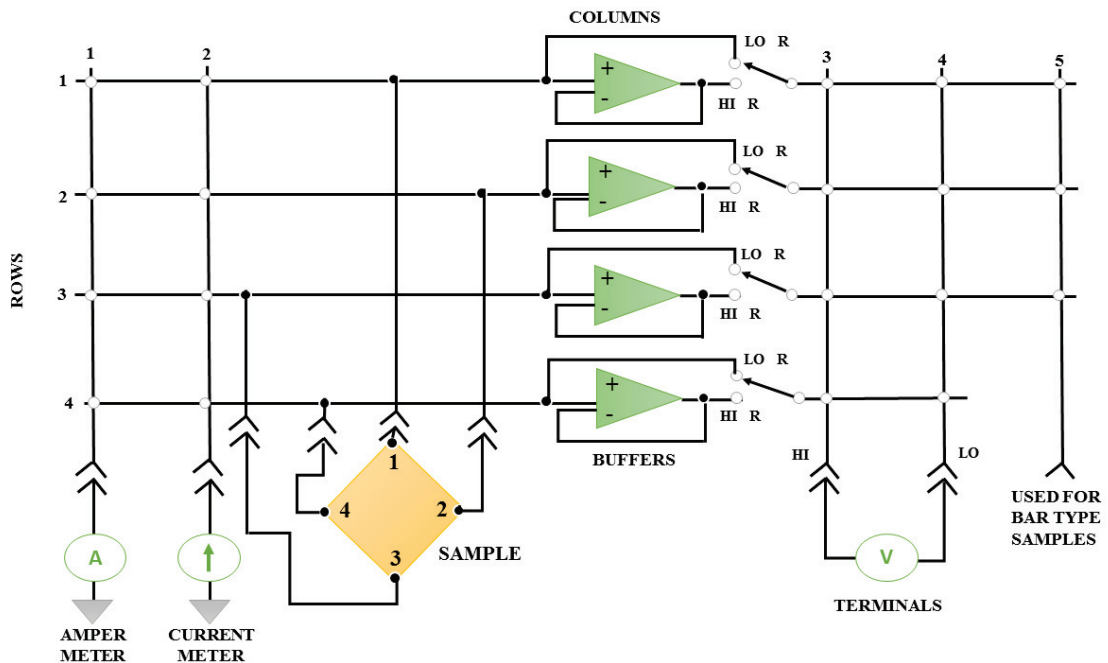 COLUMNS
1
2
LO R
3
4
5
1
+
-
HI R
LO R
2
+
-
HI R
ROWS
LO R
3
+
-
HI R
LO R
4
+
-
HI R
1
BUFFERS
HI
LO
4
2
USED FOR
BAR TYPE
SAMPLES
3
SAMPLE
A
V
TERMINALS
AMPER
METER
CURRENT
METER